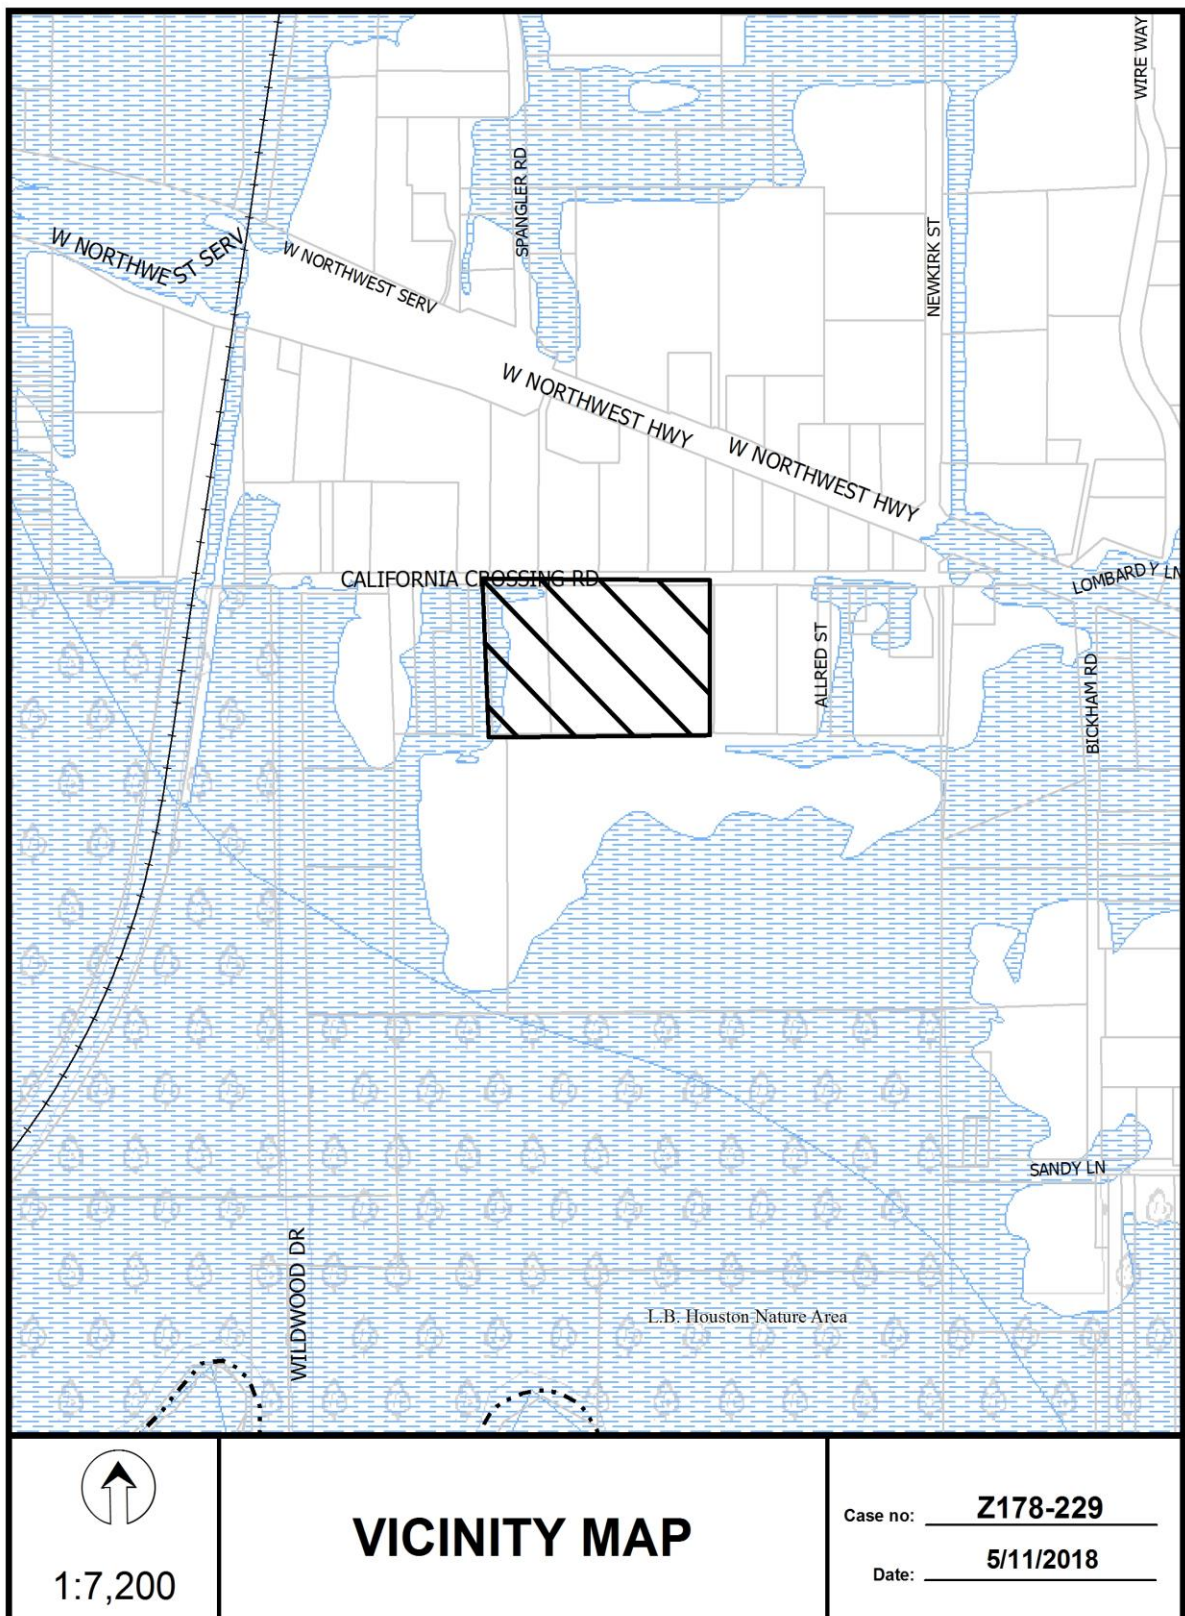 WIRE WAY
SPANGLER RD
NEWKIRK ST
W NORTHWEST SERV
W NORTHWEST SERV
W NORTHWEST HWY
W NORTHWEST HWY
CALIFORNIA CROSSING RD
LOMBARDY LN
ALLRED ST
BICKHAM RD
SANDY LN
WILDWOOD DR
L.B. Houston Nature Area
1:7,200
VICINITY MAP
Case no: Z178-229
Date: 5/11/2018